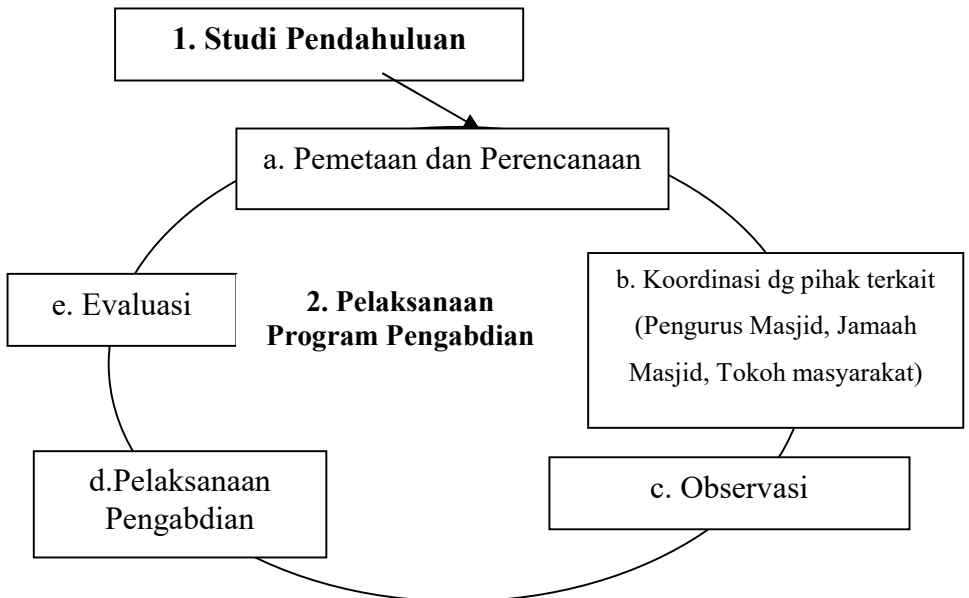 1. Studi Pendahuluan
a. Pemetaan dan Perencanaan
b. Koordinasi dg pihak terkait
(Pengurus Masjid, Jamaah
Masjid, Tokoh masyarakat)
e. Evaluasi
2. Pelaksanaan
Program Pengabdian
d.Pelaksanaan
Pengabdian
c. Observasi